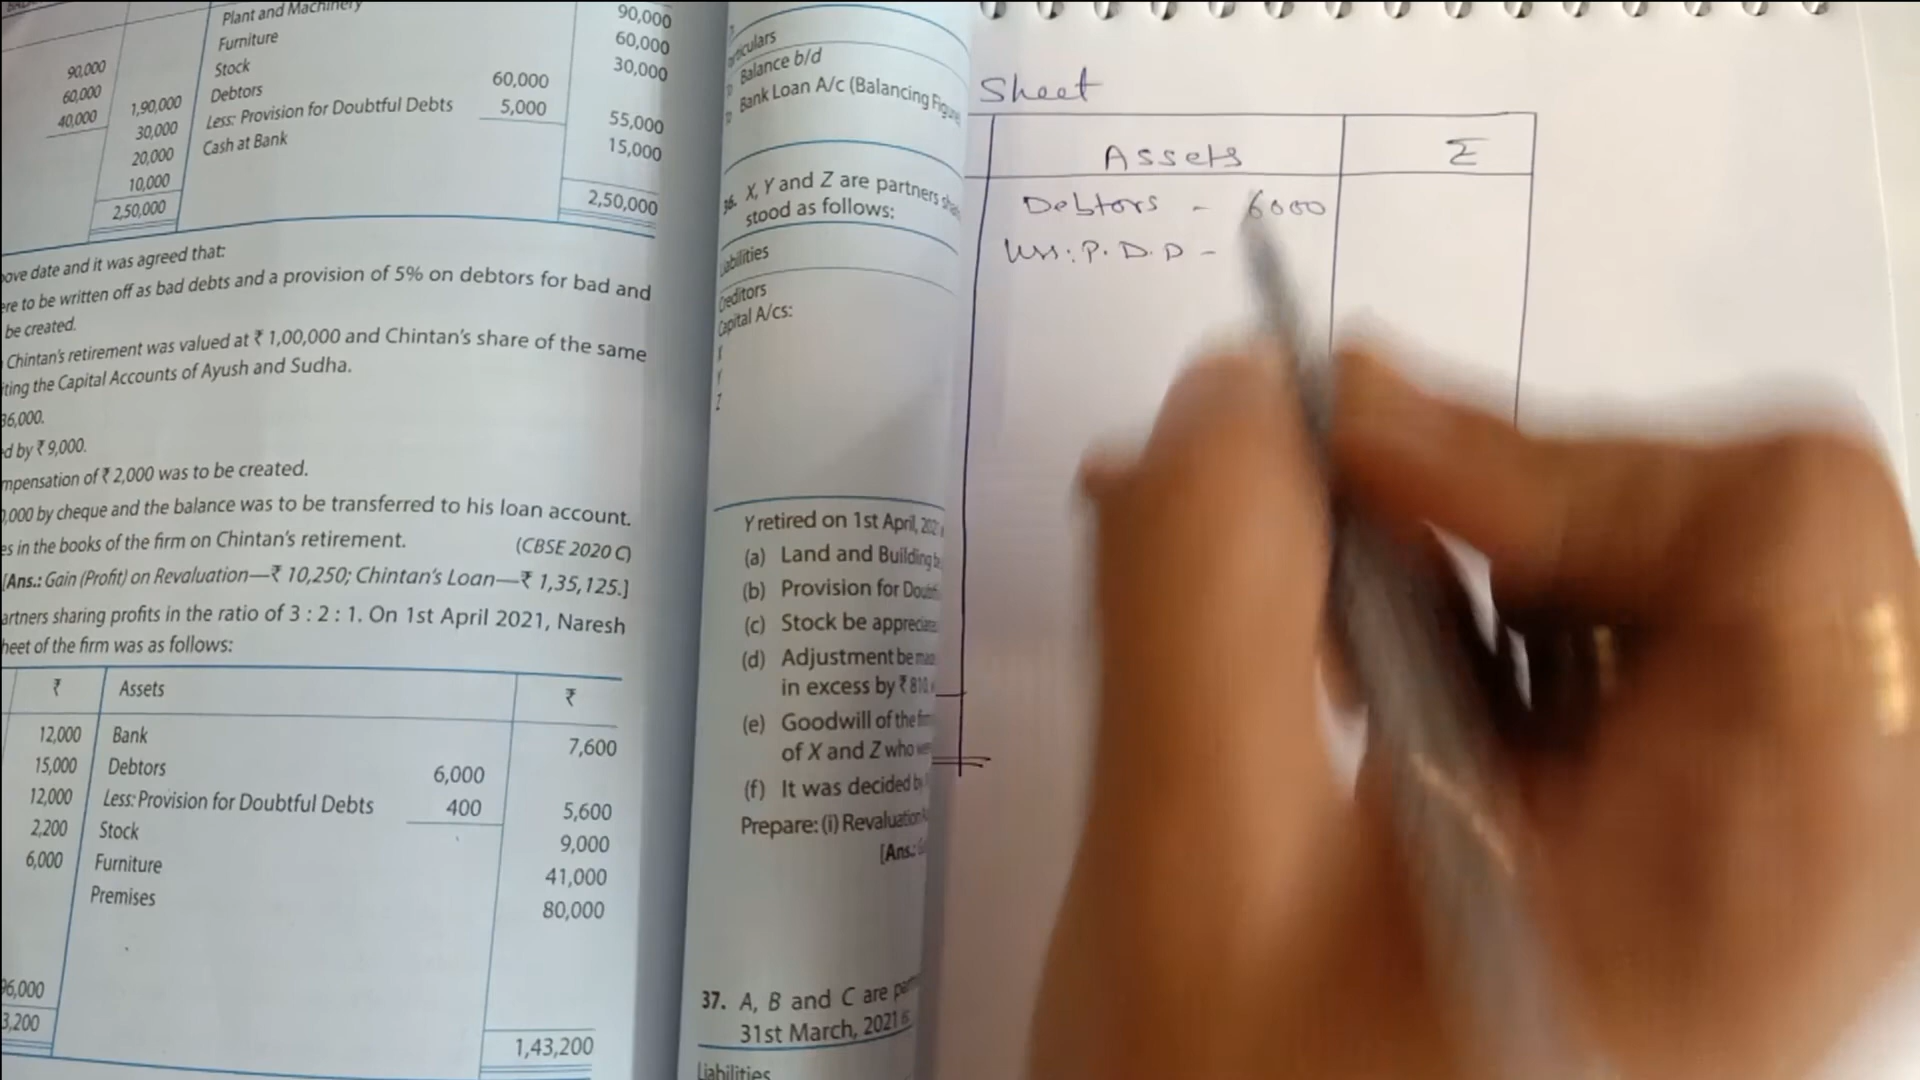 Plant and Machinery 90,000
Furniture 60,000
90,000 Stock 30,000
60,000 Debtors 60,000
40,000 1,90,000 Less: Provision for Doubtful Debts 5,000 55,000
30,000 Cash at Bank 15,000
20,000
10,000
2,50,000 2,50,000
ove date and it was agreed that:
ere to be written off as bad debts and a provision of 5% on debtors for bad and
be created.
Chintan's retirement was valued at ₹ 1,00,000 and Chintan's share of the same
iting the Capital Accounts of Ayush and Sudha.
36,000.
d by ₹ 9,000.
mpensation of ₹ 2,000 was to be created.
,000 by cheque and the balance was to be transferred to his loan account.
es in the books of the firm on Chintan's retirement. (CBSE 2020 C)
[Ans.: Gain (Profit) on Revaluation—₹ 10,250; Chintan's Loan—₹ 1,35,125.]
artners sharing profits in the ratio of 3 : 2 : 1. On 1st April 2021, Naresh
heet of the firm was as follows:
₹ Assets ₹
12,000 Bank 7,600
15,000 Debtors 6,000
12,000 Less: Provision for Doubtful Debts 400 5,600
2,200 Stock 9,000
6,000 Furniture 41,000
Premises 80,000
96,000
3,200 1,43,200
iculars
Balance b/d
Bank Loan A/c (Balancing Figure
36. X, Y and Z are partners
stood as follows:
Liabilities
Creditors
Capital A/cs:
X
Y
Z
Y retired on 1st April, 202
(a) Land and Building
(b) Provision for
(c) Stock be
(d) Adjustment be
in excess by ₹ 810
(e) Goodwill of the
of X and Z who
(f) It was decided
Prepare: (i) Revaluation
[Ans.:
37. A, B and C are
31st March, 2021
Liabilities
Sheet
Assets ₹
Debtors - 6000
Less: P.D.D -